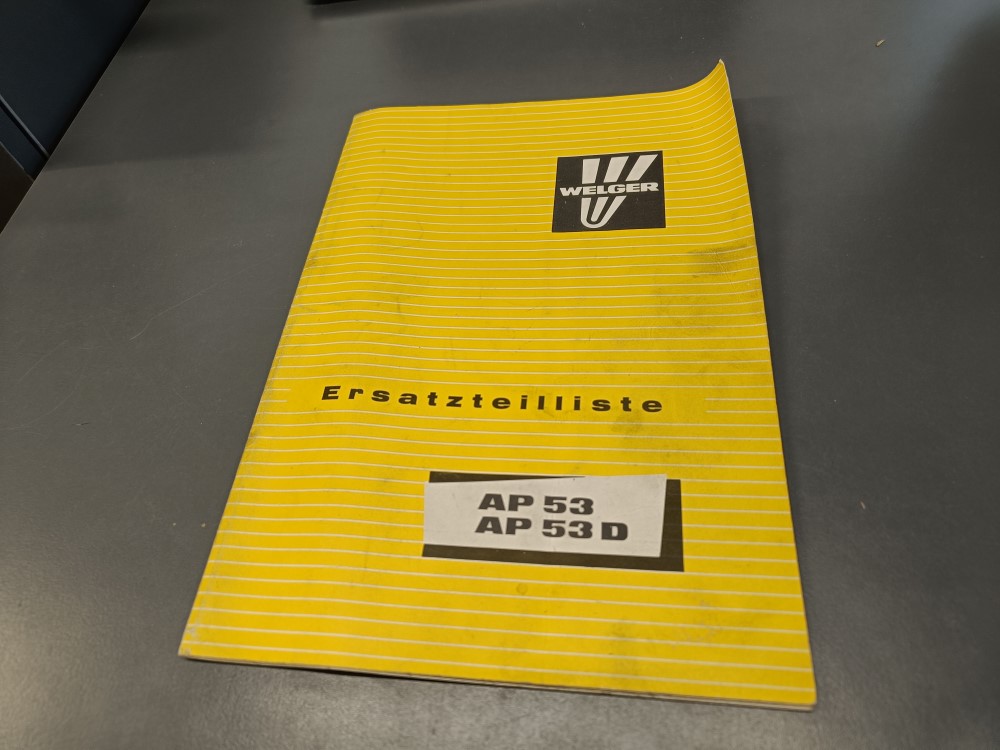 WELGER
Ersatzteilliste
AP 53
AP 53 D